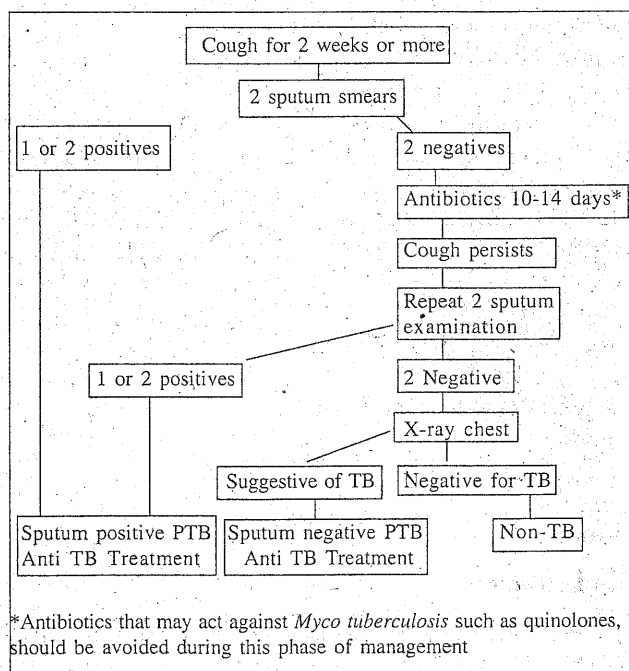 Cough for 2 weeks or more
2 sputum smears
1 or 2 positives
2 negatives
Antibiotics 10-14 days*
Cough persists
Repeat 2 sputum
examination
1 or 2 positives
2 Negative
X-ray chest
Suggestive of TB
Negative for TB
Sputum positive PTB
Anti TB Treatment
Sputum negative PTB
Anti TB Treatment
Non-TB
*Antibiotics that may act against Myco tuberculosis such as quinolones,
should be avoided during this phase of management